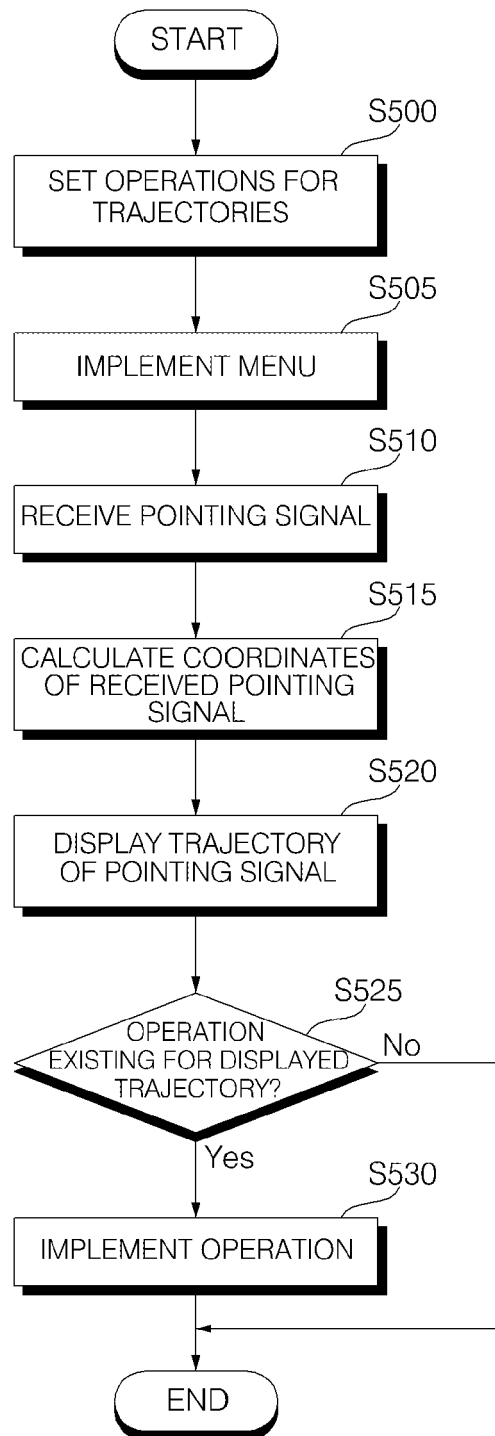 START
S500
SET OPERATIONS FOR
TRAJECTORIES
S505
IMPLEMENT MENU
S510
RECEIVE POINTING SIGNAL
S515
CALCULATE COORDINATES
OF RECEIVED POINTING
SIGNAL
S520
DISPLAY TRAJECTORY
OF POINTING SIGNAL
S525
OPERATION
EXISTING FOR DISPLAYED
TRAJECTORY?
No
Yes
S530
IMPLEMENT OPERATION
END